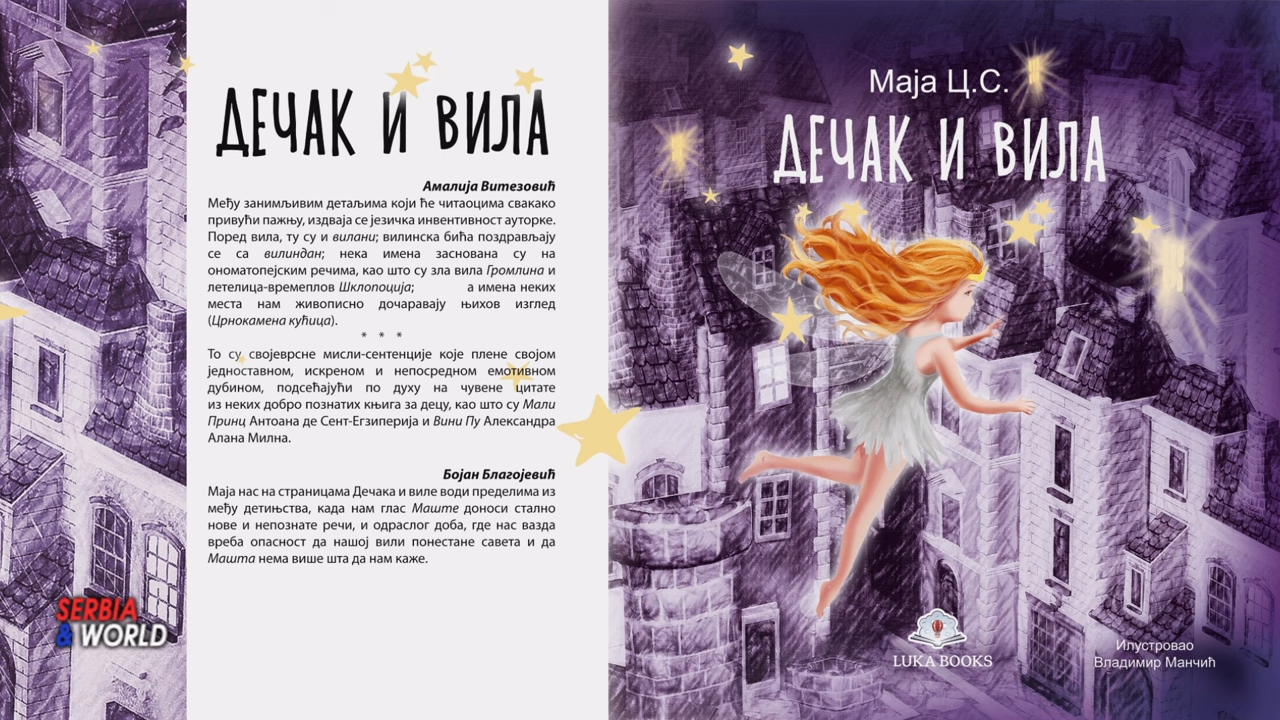 ДЕЧАК И ВИЛА
Амалија Витезовић
Међу занимљивим детаљима који ће читаоцима свакако
привући пажњу, издваја се језичка инвентивност ауторке.
Поред вила, ту су и вилани; вилинска бића поздрављају
се са вилиндан; нека имена заснована су на
ономатопејским речима, као што су зла вила Громлина и
летелица-времеплов Шклопоција; а имена неких
места нам живописно дочаравају њихов изглед
(Црнокамена кућица).
* * *
То су својеврсне мисли-сентенције које плене својом
једноставном, искреном и непосредном емотивном
дубином, подсећајући по духу на чувене цитате
из неких добро познатих књига за децу, као што су Мали
Принц Антоана де Сент-Егзиперија и Вини Пу Александра
Алана Милна.
Бојан Благојевић
Маја нас на страницама Дечака и виле води пределима из
међу детињства, када нам глас Маште доноси стално
нове и непознате речи, и одраслог доба, где нас вазда
вреба опасност да нашој вили понестане савета и да
Машта нема више шта да нам каже.
SERBIA
& WORLD
Маја Ц.С.
ДЕЧАК И ВИЛА
LUKA BOOKS
Илустровао
Владимир Манчић